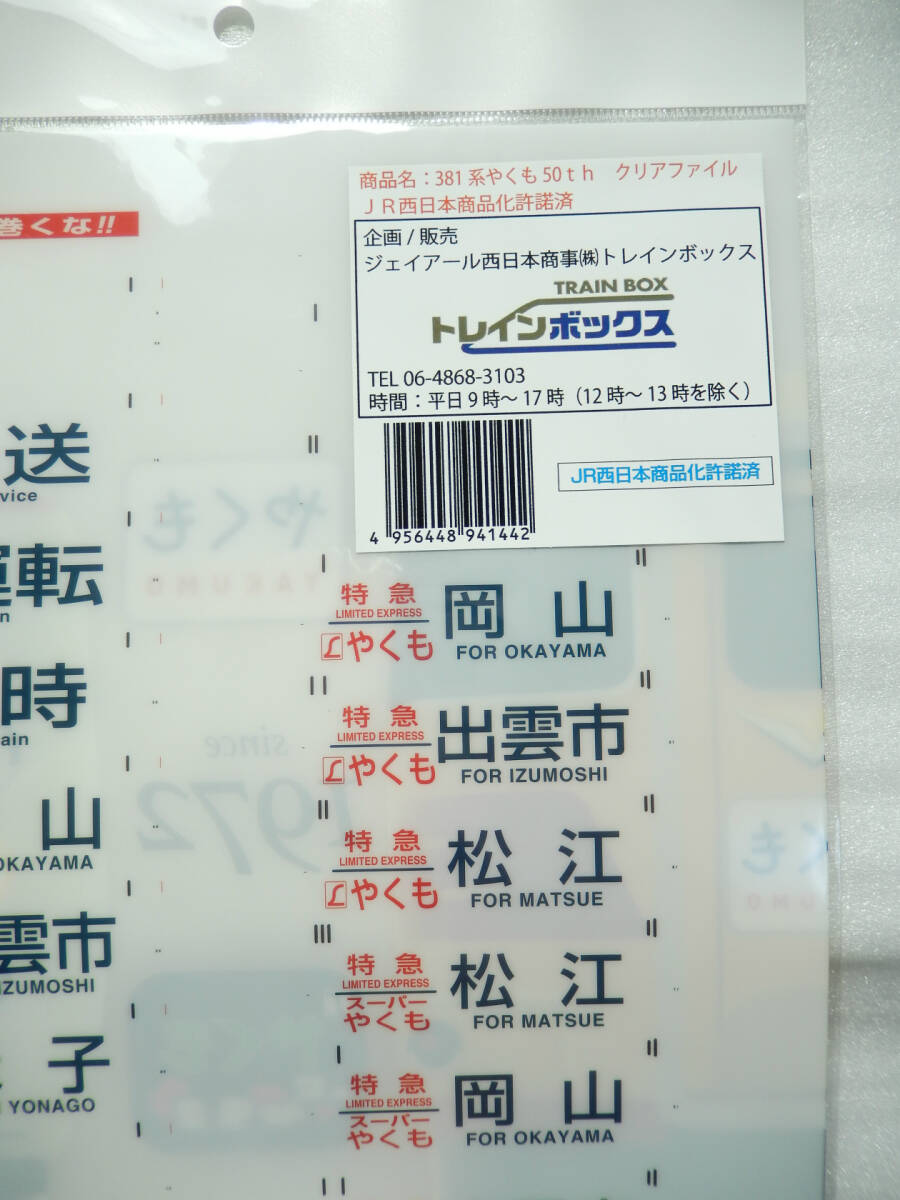 商品名：381系やくも50th クリアファイル
JR西日本商品化許諾済
企画/販売
ジェイアール西日本商事㈱トレインボックス
TRAIN BOX
トレインボックス
TEL 06-4868-3103
時間：平日9時～17時（12時～13時を除く）
JR西日本商品化許諾済
4 956448 941442
巻くな!!
送
vice
運転
n
時
ain
山
OKAYAMA
雲市
IZUMOSHI
子
YONAGO
やくも
YAKUMO
since
1972
くも
UMO
特急
LIMITED EXPRESS
やくも
岡山
FOR OKAYAMA
特急
LIMITED EXPRESS
やくも
出雲市
FOR IZUMOSHI
特急
LIMITED EXPRESS
やくも
松江
FOR MATSUE
特急
LIMITED EXPRESS
スーパー
やくも
松江
FOR MATSUE
特急
LIMITED EXPRESS
スーパー
やくも
岡山
FOR OKAYAMA